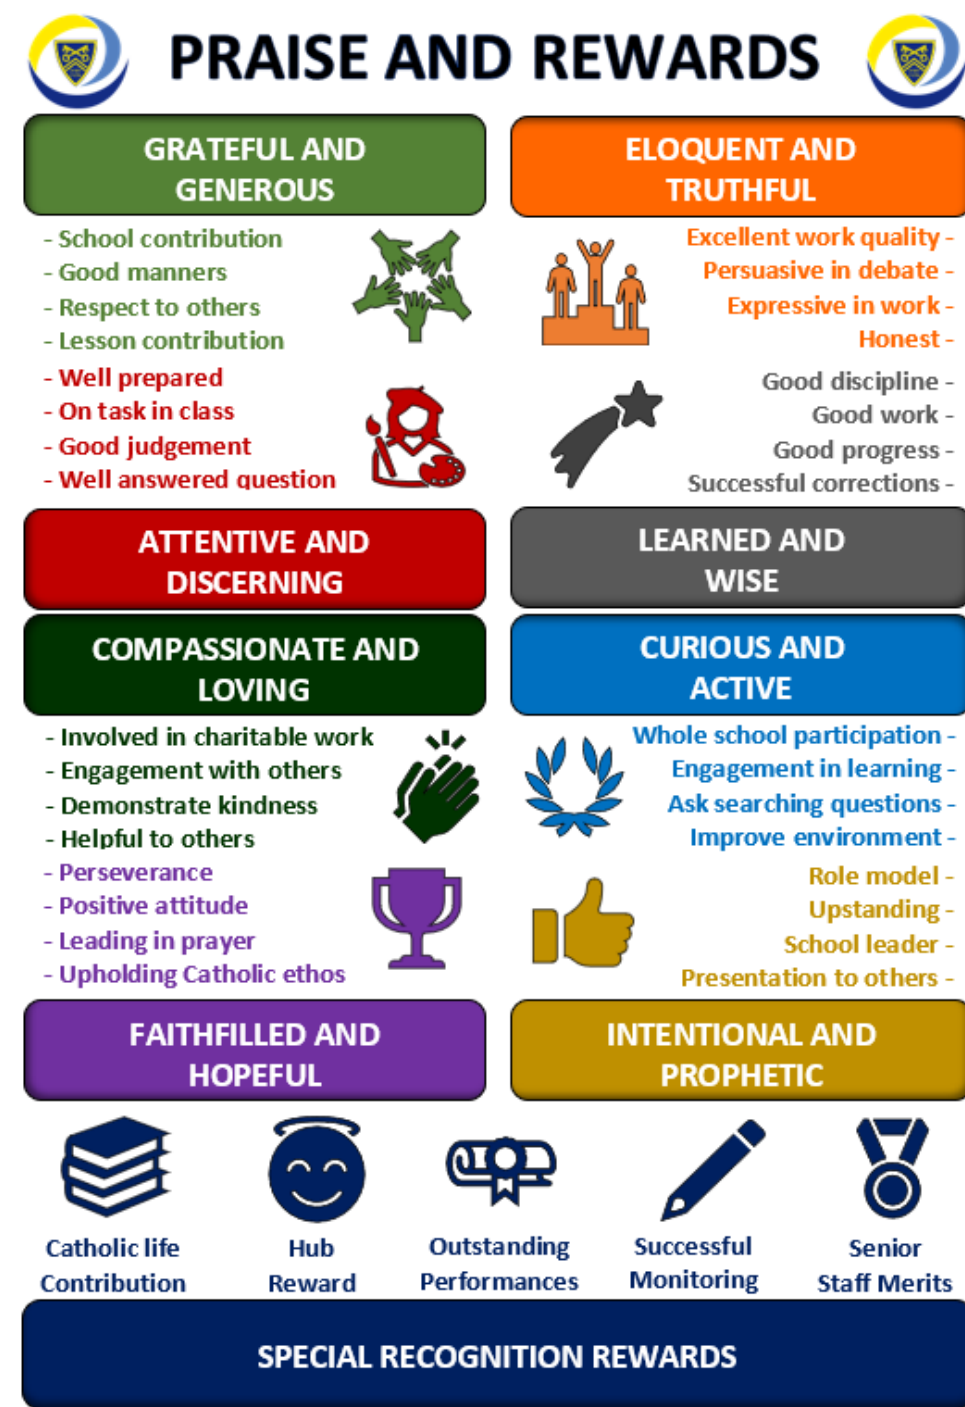 PRAISE AND REWARDS
GRATEFUL AND
GENEROUS
- School contribution
- Good manners
- Respect to others
- Lesson contribution
- Well prepared
- On task in class
- Good judgement
- Well answered question
ATTENTIVE AND
DISCERNING
ELOQUENT AND
TRUTHFUL
Excellent work quality -
Persuasive in debate -
Expressive in work -
Honest -
Good discipline -
Good work -
Good progress -
Successful corrections -
LEARNED AND
WISE
COMPASSIONATE AND
LOVING
- Involved in charitable work
- Engagement with others
- Demonstrate kindness
- Helpful to others
- Perseverance
- Positive attitude
- Leading in prayer
- Upholding Catholic ethos
FAITHFILLED AND
HOPEFUL
CURIOUS AND
ACTIVE
Whole school participation -
Engagement in learning -
Ask searching questions -
Improve environment -
Role model -
Upstanding -
School leader -
Presentation to others -
INTENTIONAL AND
PROPHETIC
Catholic life
Contribution
Hub
Reward
Outstanding
Performances
Successful
Monitoring
Senior
Staff Merits
SPECIAL RECOGNITION REWARDS